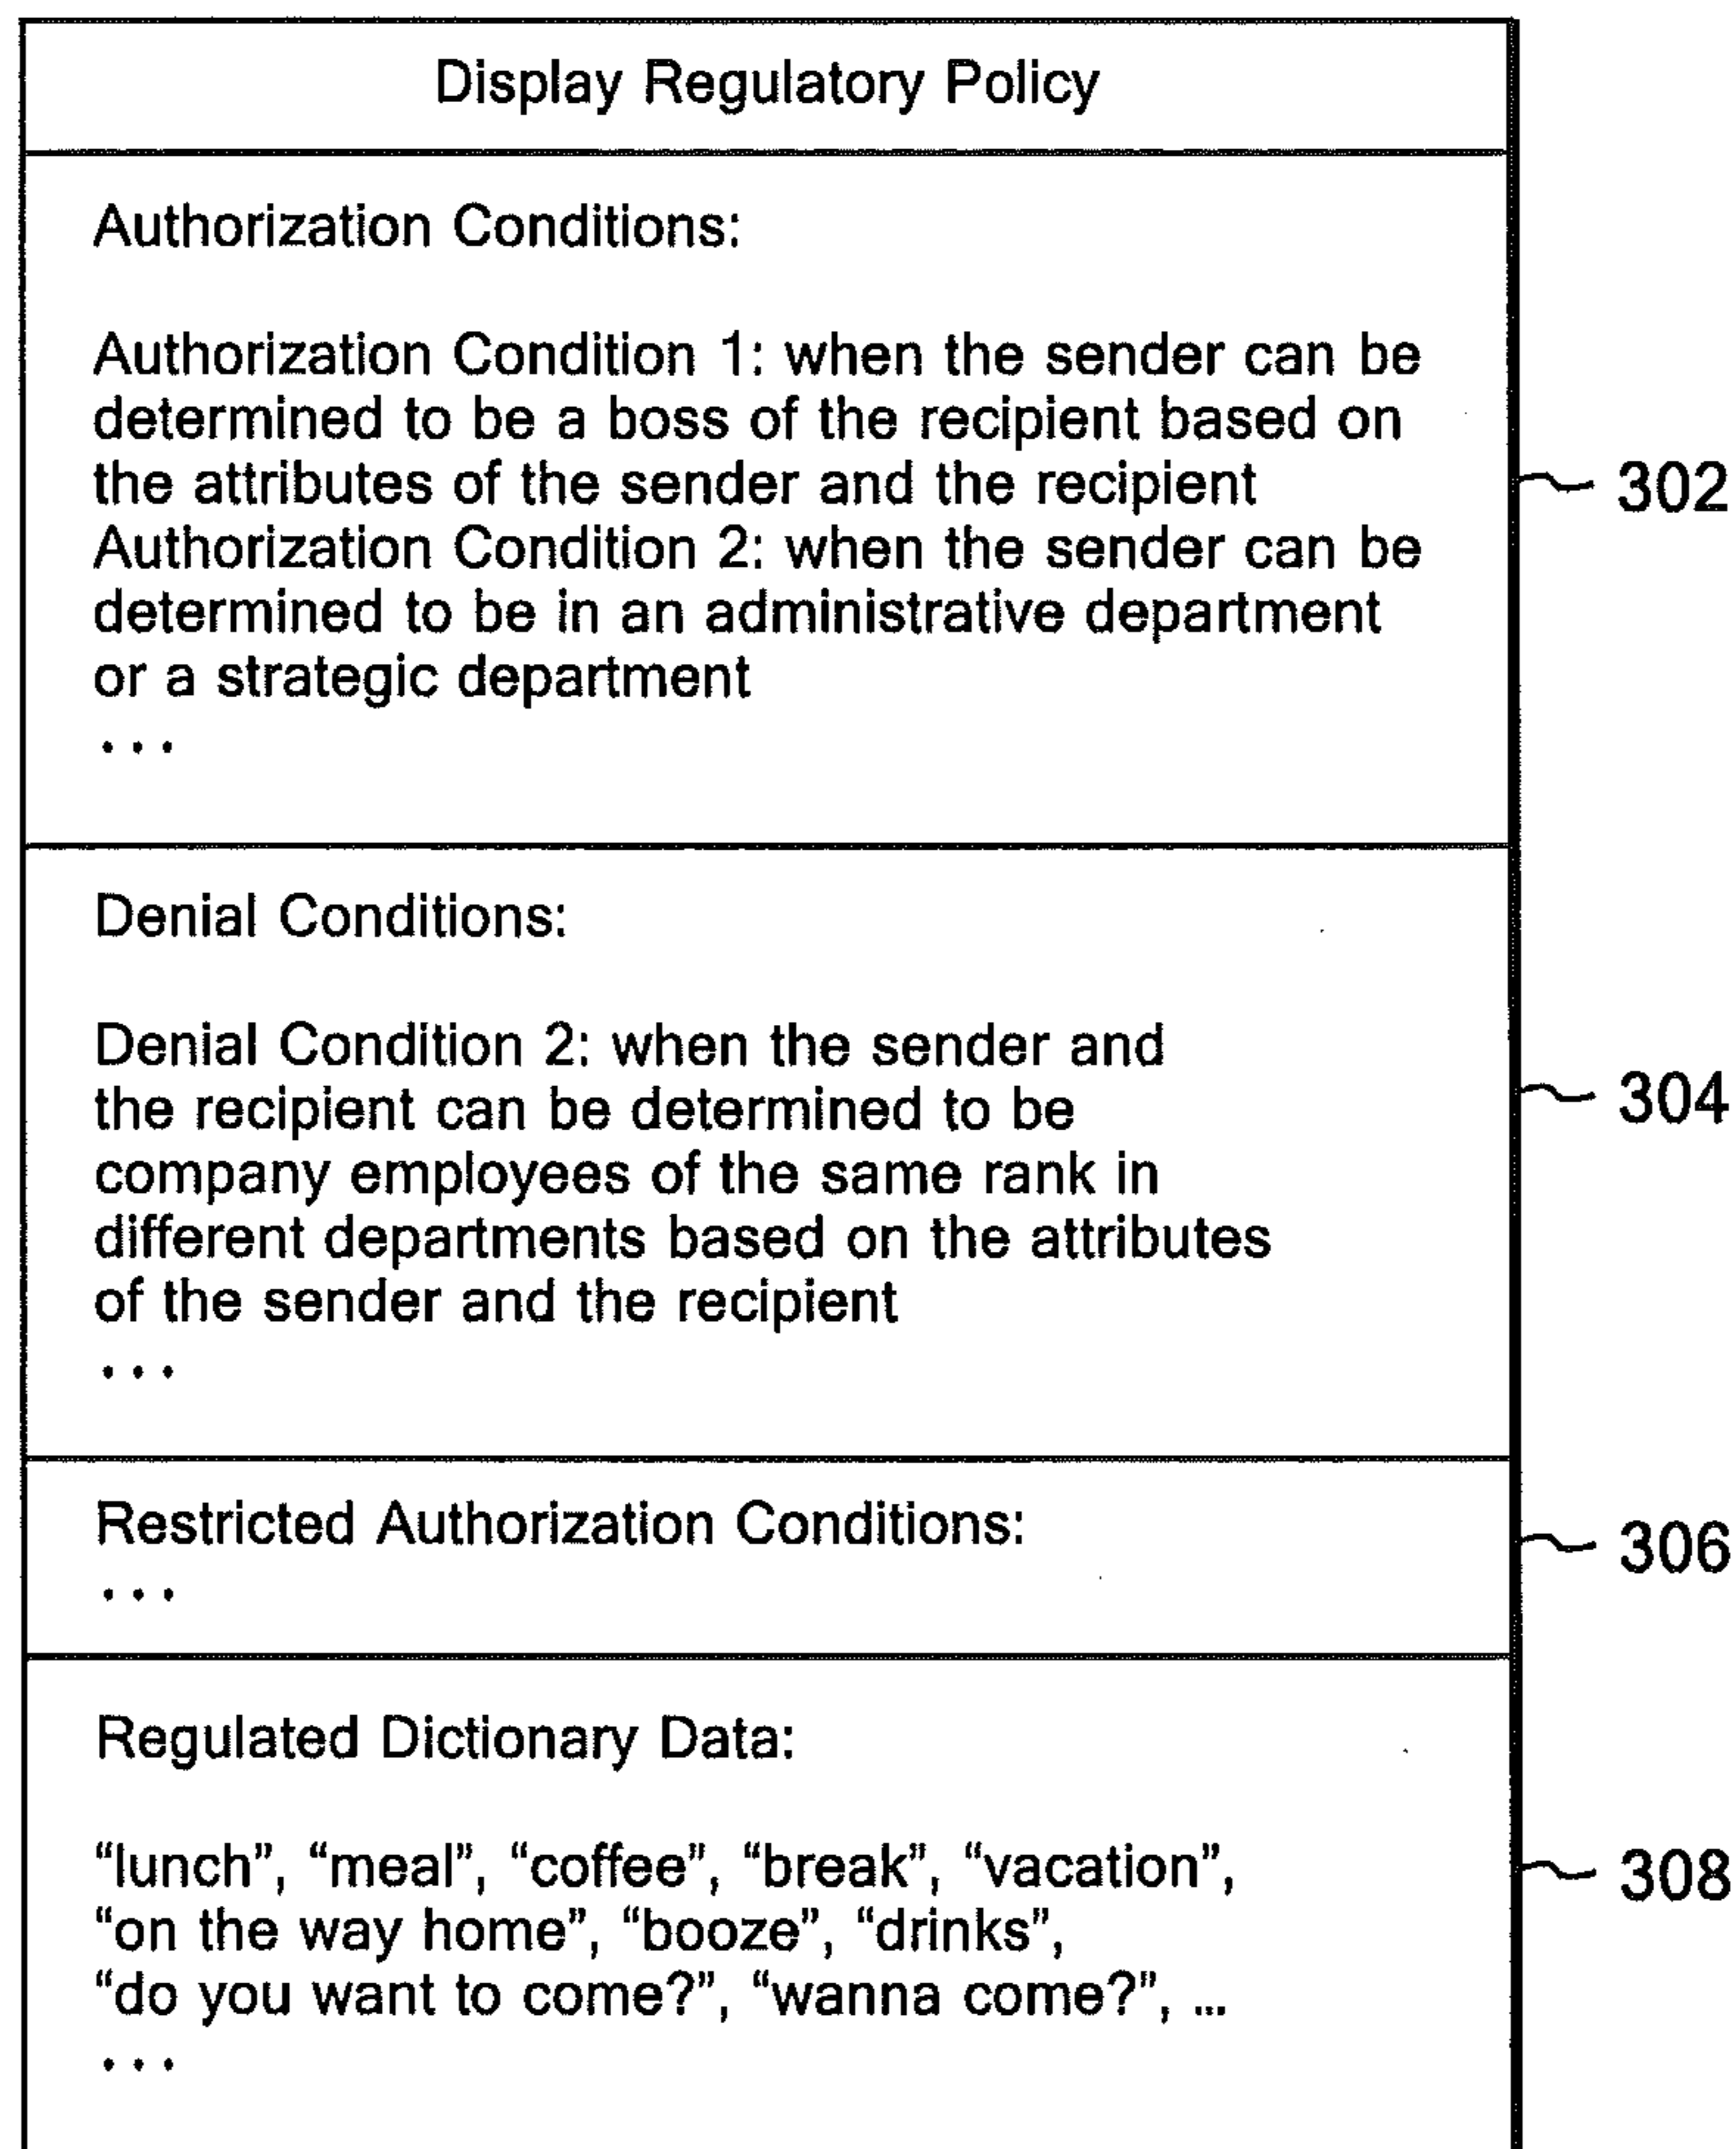 Display Regulatory Policy
Authorization Conditions:
Authorization Condition 1: when the sender can be
determined to be a boss of the recipient based on
the attributes of the sender and the recipient
302
Authorization Condition 2: when the sender can be
determined to be in an administrative department
or a strategic department
...
Denial Conditions:
Denial Condition 2: when the sender and
the recipient can be determined to be
304
company employees of the same rank in
different departments based on the attributes
of the sender and the recipient
...
Restricted Authorization Conditions:
306
...
Regulated Dictionary Data:
“lunch”, “meal”, “coffee”, “break”, “vacation”,
308
“on the way home”, “booze”, “drinks”,
“do you want to come?”, “wanna come?”, ...
...